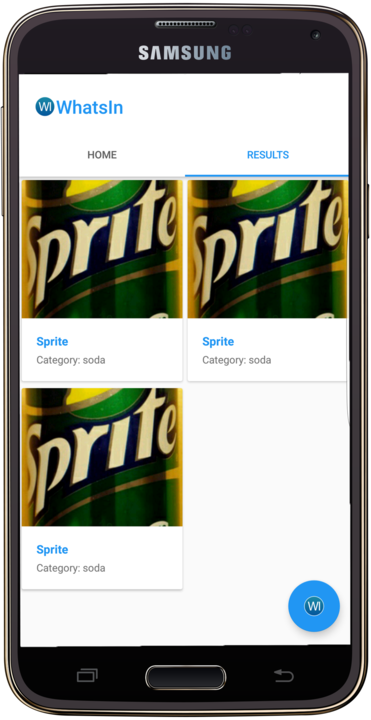 SAMSUNG
WI WhatsIn
HOME RESULTS
Sprite Sprite
Sprite Sprite
Category: soda Category: soda
Sprite
Sprite
Category: soda
WI